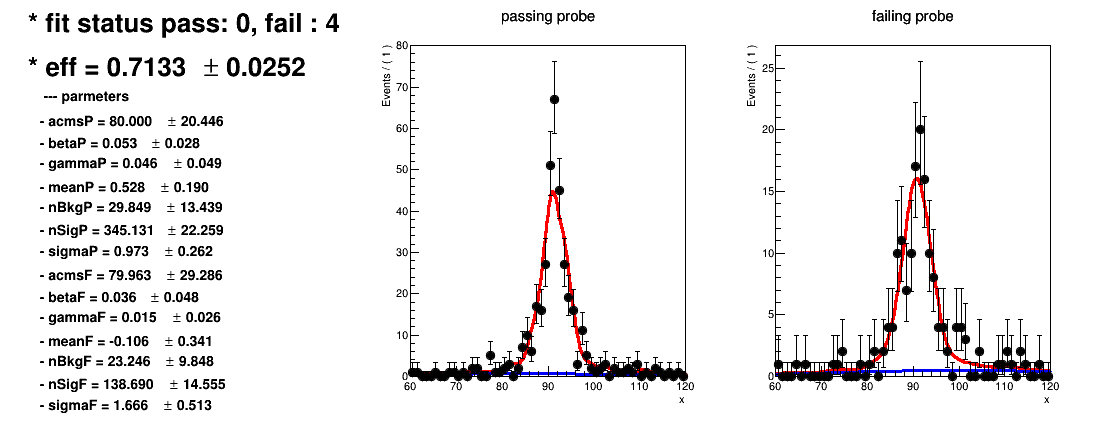 * fit status pass: 0, fail : 4
* eff = 0.7133 ± 0.0252
--- parmeters
- acmsP = 80.000 ± 20.446
- betaP = 0.053 ± 0.028
- gammaP = 0.046 ± 0.049
- meanP = 0.528 ± 0.190
- nBkgP = 29.849 ± 13.439
- nSigP = 345.131 ± 22.259
- sigmaP = 0.973 ± 0.262
- acmsF = 79.963 ± 29.286
- betaF = 0.036 ± 0.048
- gammaF = 0.015 ± 0.026
- meanF = -0.106 ± 0.341
- nBkgF = 23.246 ± 9.848
- nSigF = 138.690 ± 14.555
- sigmaF = 1.666 ± 0.513
passing probe
Events / ( 1 )
80
70
60
50
40
30
20
10
0
60 70 80 90 100 110 120
x
failing probe
Events / ( 1 )
25
20
15
10
5
0
60 70 80 90 100 110 120
x